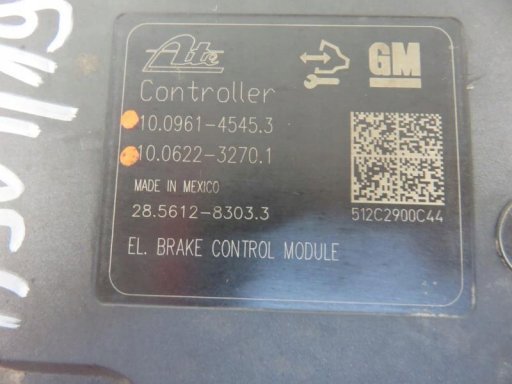 Ate
GM
Controller
10.0961-4545.3
10.0622-3270.1
MADE IN MEXICO
28.5612-8303.3
512C2900C44
EL. BRAKE CONTROL MODULE